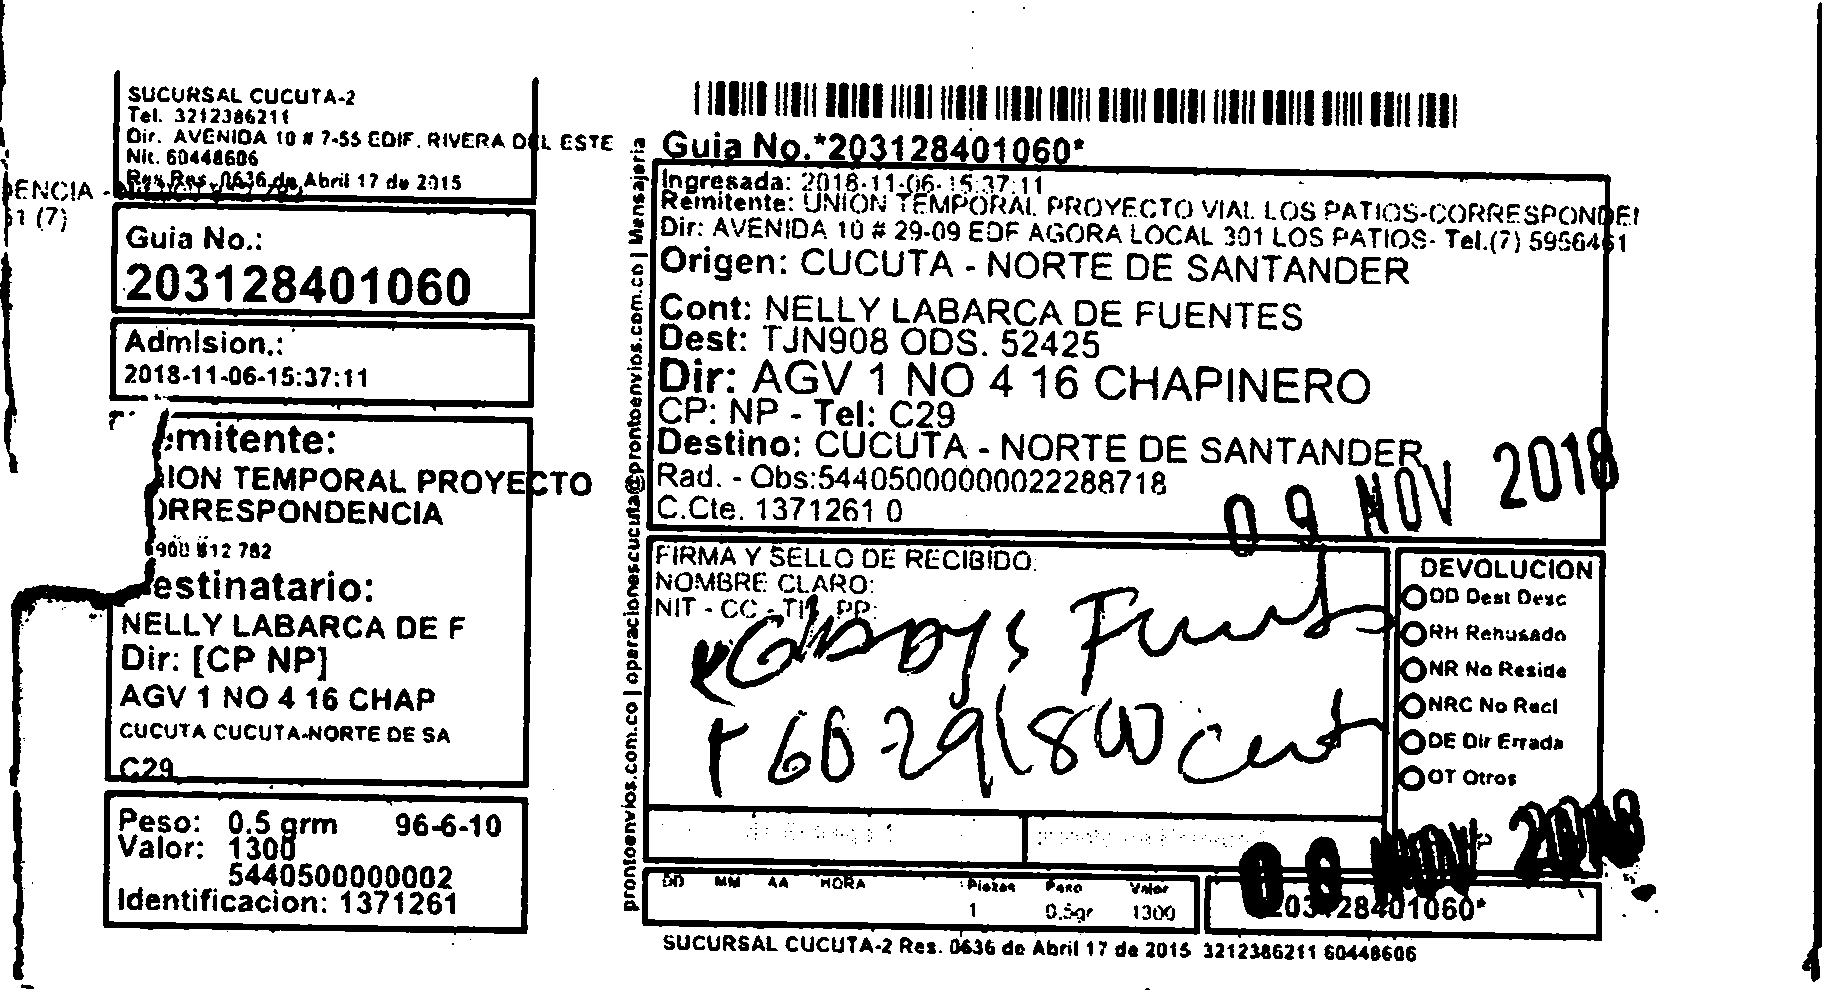 SUCURSAL CUCUTA-2
Tel. 3212386211
Dir. AVENIDA 10 # 7-55 EDIF. RIVERA DEL ESTE
Nit. 60448606
Res.Res. 0636 de Abril 17 de 2015
ENCIA -
61 (7)
Guia No.:
203128401060
Admision.:
2018-11-06-15:37:11
emitente:
ION TEMPORAL PROYECTO
ORRESPONDENCIA
900 812 782
estinatario:
NELLY LABARCA DE F
Dir: [CP NP]
AGV 1 NO 4 16 CHAP
CUCUTA CUCUTA-NORTE DE SA
C29
Peso: 0.5 grm 96-6-10
Valor: 1300
5440500000002
Identificacion: 1371261
prontoenvios.com.co | operacionescucuta@prontoenvios.com.co | Mensajeria
Guia No.*203128401060*
Ingresada: 2018-11-06-15:37:11
Remitente: UNION TEMPORAL PROYECTO VIAL LOS PATIOS-CORRESPONDEI
Dir: AVENIDA 10 # 29-09 EDF AGORA LOCAL 301 LOS PATIOS- Tel.(7) 5956461
Origen: CUCUTA - NORTE DE SANTANDER
Cont: NELLY LABARCA DE FUENTES
Dest: TJN908 ODS. 52425
Dir: AGV 1 NO 4 16 CHAPINERO
CP: NP - Tel: C29
Destino: CUCUTA - NORTE DE SANTANDER
Rad. - Obs:54405000000022288718
C.Cte. 1371261 0
09 NOV 2018
FIRMA Y SELLO DE RECIBIDO:
NOMBRE CLARO:
NIT - CC - TI - PP:
DEVOLUCION
DD Dest Desc
RH Rehusado
NR No Reside
NRC No Recl
DE Dir Errada
OT Otros
DD MM AA HORA Piezas Peso Valor
1 0.5gr 1300
203128401060*
SUCURSAL CUCUTA-2 Res. 0636 de Abril 17 de 2015 3212386211 60448606